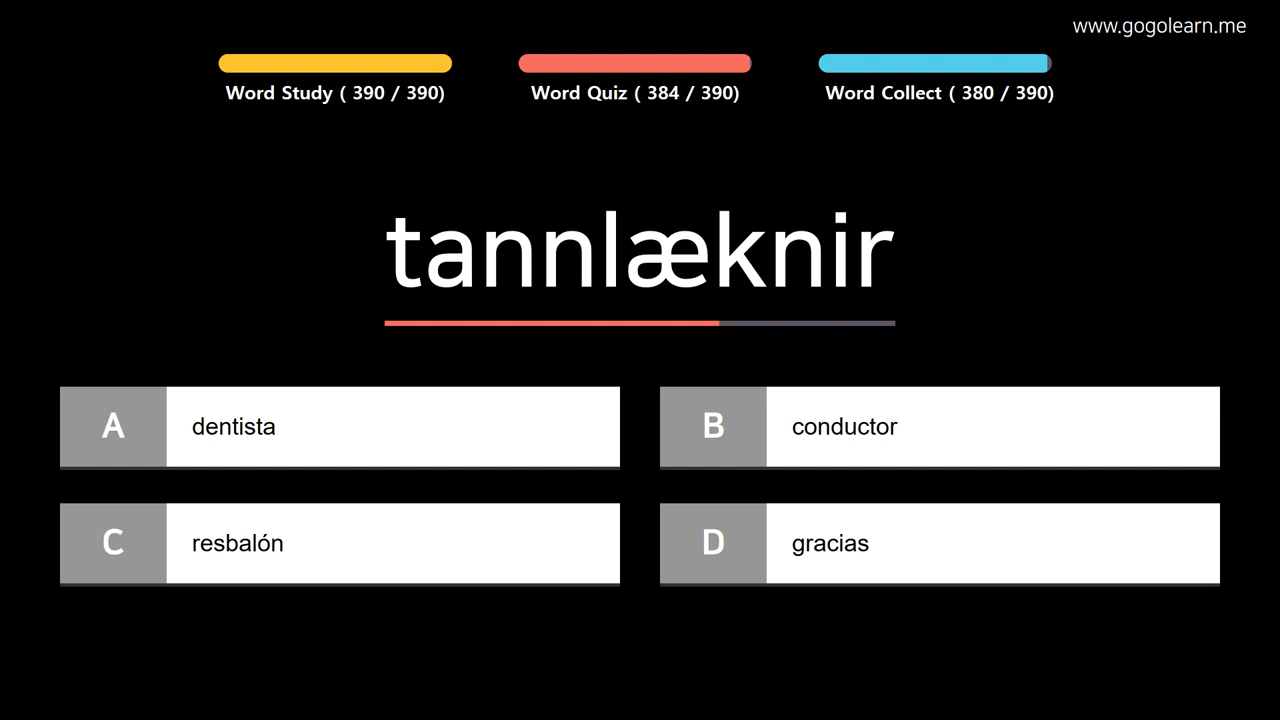 www.gogolearn.me
Word Study ( 390 / 390)
Word Quiz ( 384 / 390)
Word Collect ( 380 / 390)
tannlæknir
A dentista
B conductor
C resbalón
D gracias